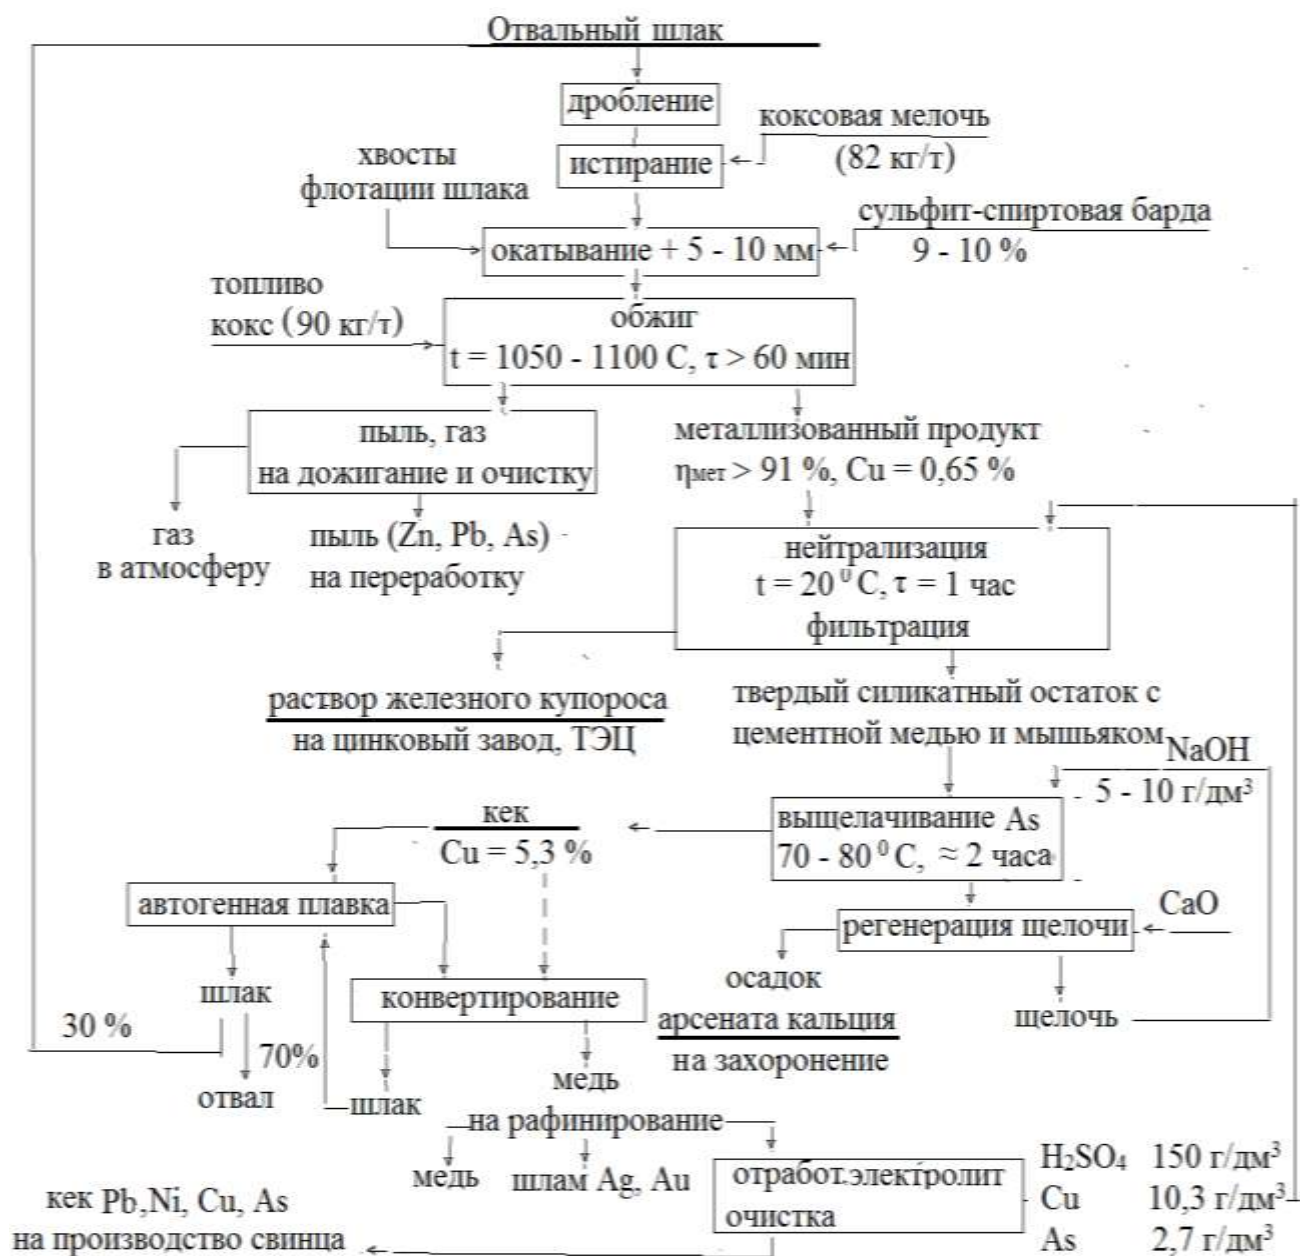 Отвальный шлак
дробление
коксовая мелочь
(82 кг/т)
истирание
хвосты
флотации шлака
сульфит-спиртовая барда
9 - 10 %
окатывание + 5 - 10 мм
топливо
кокс (90 кг/т)
обжиг
t = 1050 - 1100 С, τ > 60 мин
пыль, газ
на дожигание и очистку
металлизованный продукт
ηмет > 91 %, Cu = 0,65 %
газ
в атмосферу
пыль (Zn, Pb, As)
на переработку
нейтрализация
t = 20 ⁰ С, τ = 1 час
фильтрация
раствор железного купороса
на цинковый завод, ТЭЦ
твердый силикатный остаток с
цементной медью и мышьяком
NaOH
5 - 10 г/дм³
кек
Cu = 5,3 %
выщелачивание As
70 - 80 ⁰ С, ≈ 2 часа
автогенная плавка
CaO
регенерация щелочи
шлак
30 %
70%
отвал
конвертирование
осадок
арсената кальция
на захоронение
щелочь
шлак
медь
на рафинирование
медь
шлам Ag, Au
отработ.электролит
очистка
H₂SO₄ 150 г/дм³
Cu 10,3 г/дм³
As 2,7 г/дм³
кек Pb,Ni, Cu, As
на производство свинца